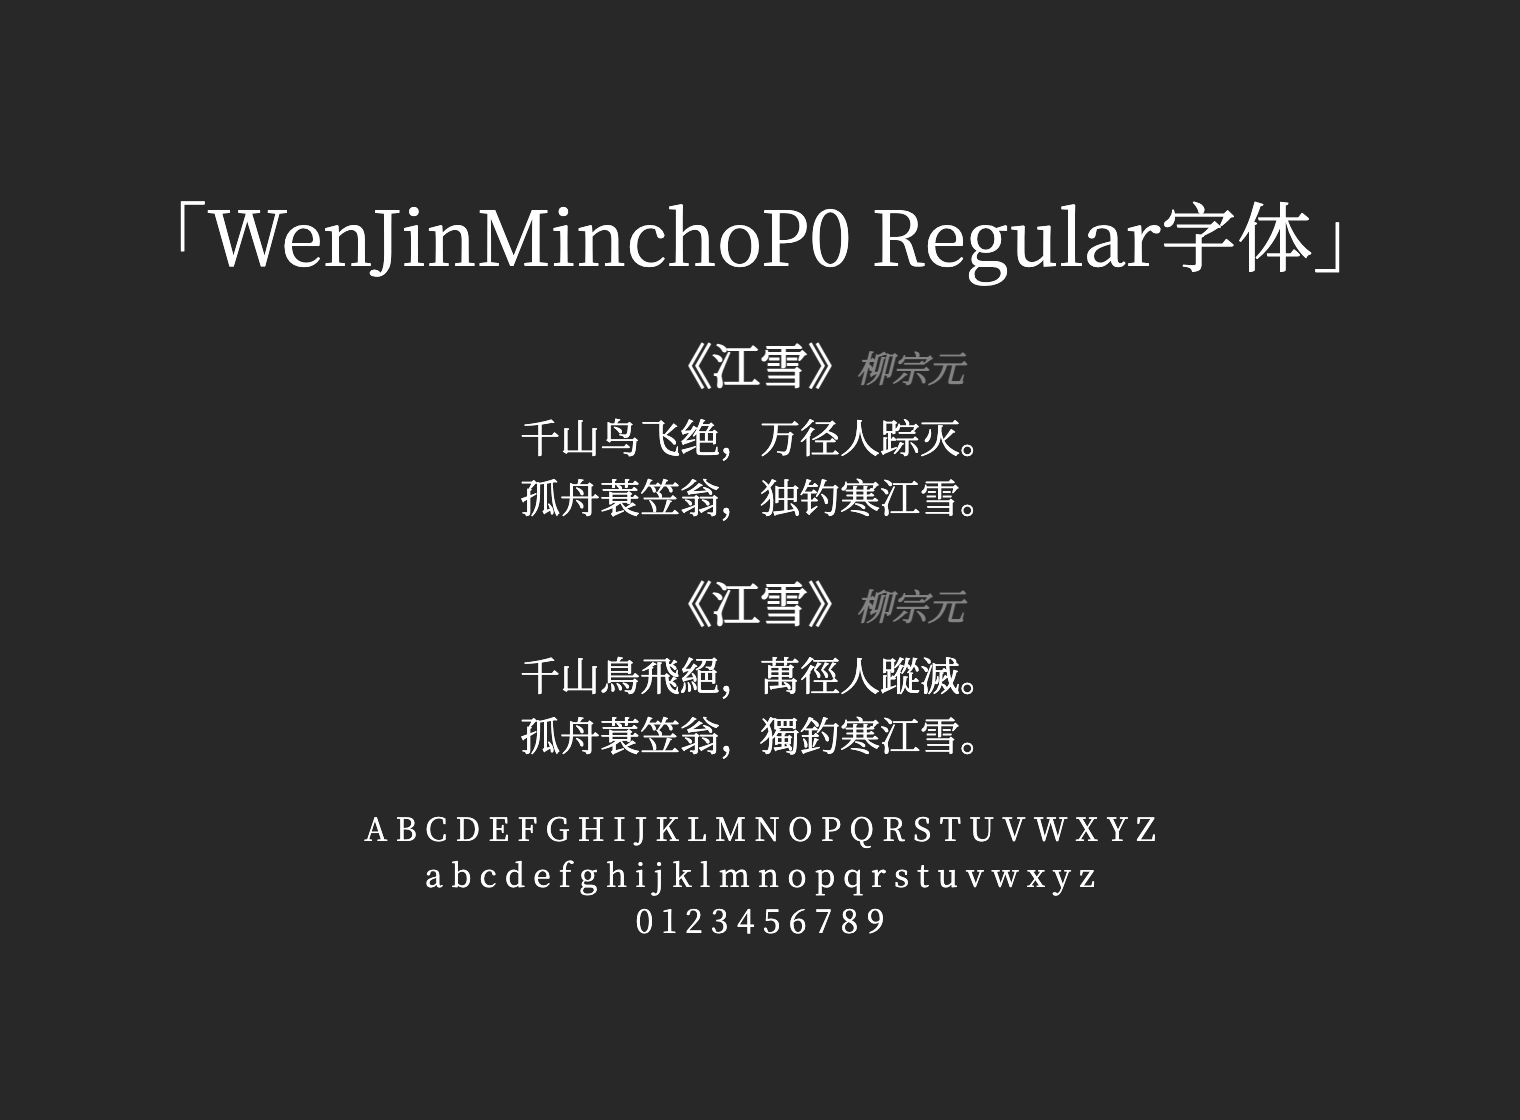 「WenJinMinchoP0 Regular字体」
《江雪》 柳宗元
千山鸟飞绝，万径人踪灭。
孤舟蓑笠翁，独钓寒江雪。
《江雪》 柳宗元
千山鳥飛絕，萬徑人蹤滅。
孤舟蓑笠翁，獨釣寒江雪。
A B C D E F G H I J K L M N O P Q R S T U V W X Y Z
a b c d e f g h i j k l m n o p q r s t u v w x y z
0 1 2 3 4 5 6 7 8 9